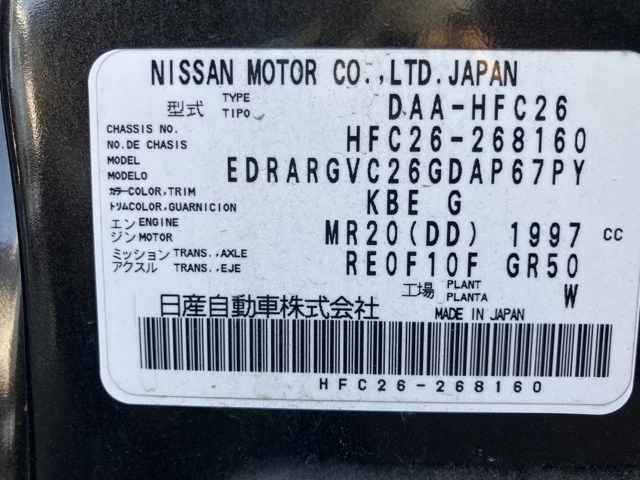 NISSAN MOTOR CO.,LTD.JAPAN
型式 TYPE TIPO DAA-HFC26
CHASSIS NO. NO.DE CHASIS HFC26-268160
MODEL MODELO EDRARGVC26GDAP67PY
カラーCOLOR,TRIM トリムCOLOR,GUARNICION KBE G
エンジン ENGINE MOTOR MR20(DD) 1997 CC
ミッション TRANS.,AXLE アクスル TRANS.,EJE RE0F10F GR50
工場 PLANT PLANTA W
日産自動車株式会社 MADE IN JAPAN
HFC26-268160